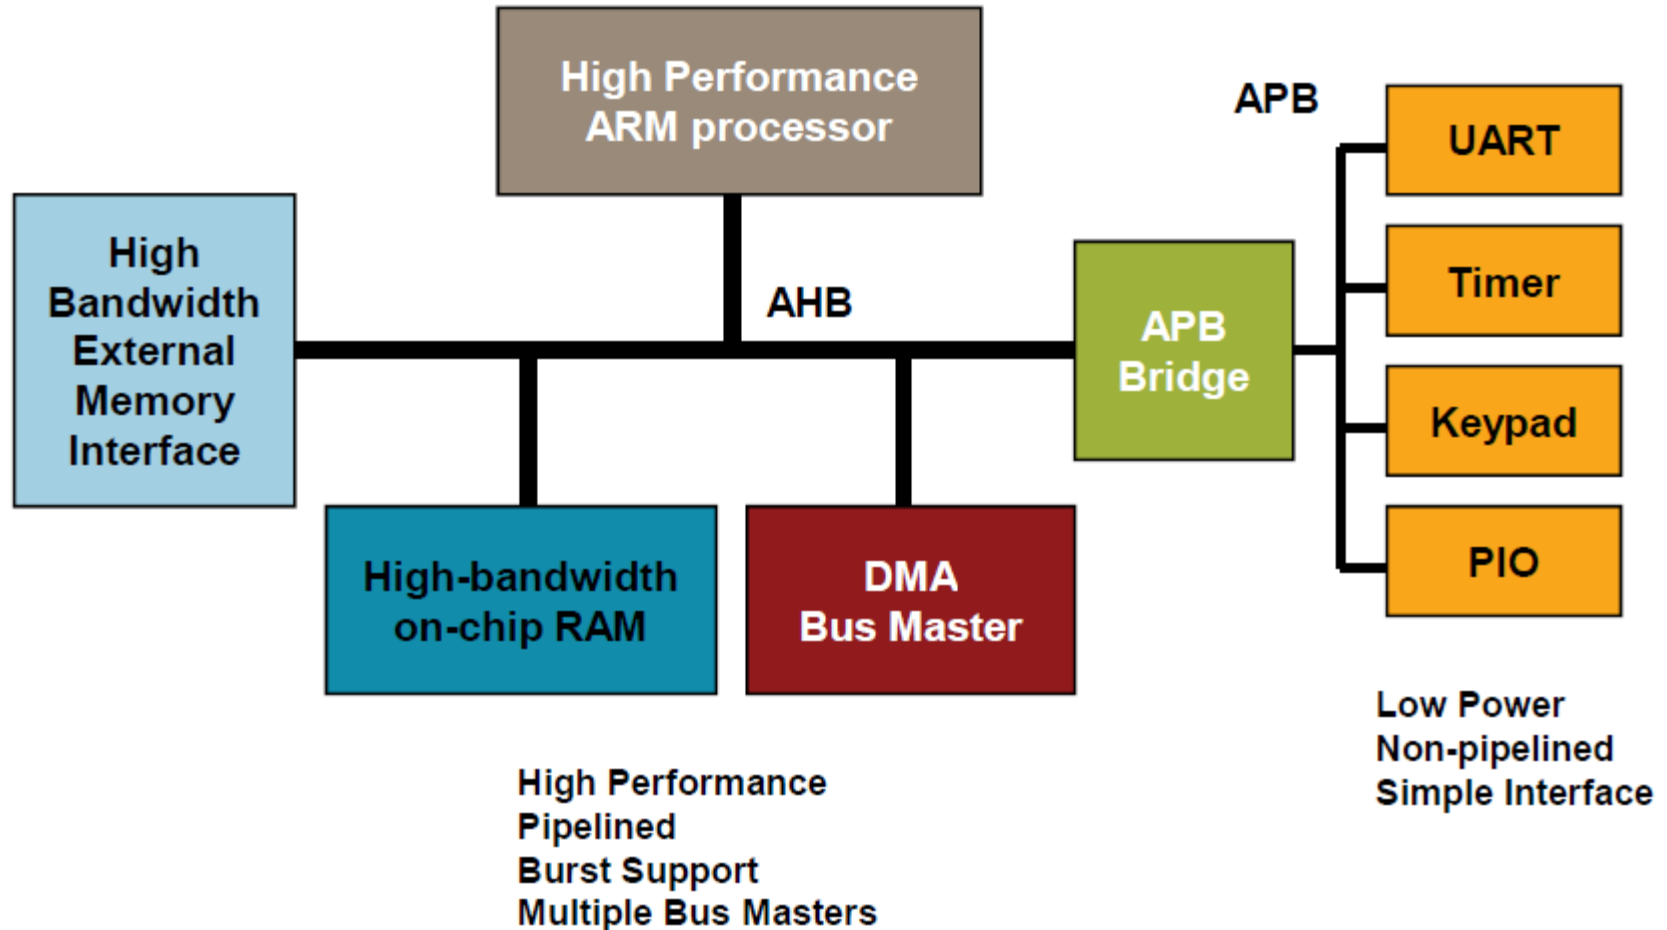 High Performance
ARM processor
APB
UART
High
Bandwidth
External
Memory
Interface
AHB
APB
Bridge
Timer
Keypad
High-bandwidth
on-chip RAM
DMA
Bus Master
PIO
Low Power
Non-pipelined
Simple Interface
High Performance
Pipelined
Burst Support
Multiple Bus Masters